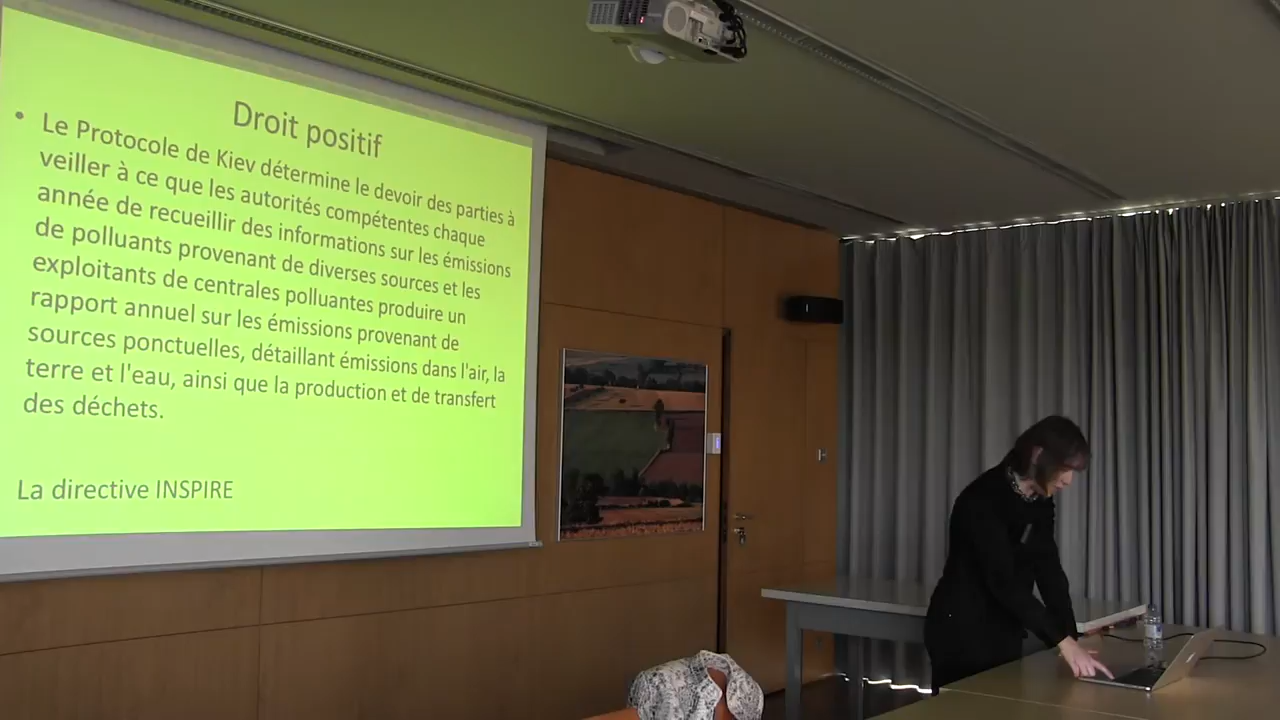 Droit positif
• Le Protocole de Kiev détermine le devoir des parties à
veiller à ce que les autorités compétentes chaque
année de recueillir des informations sur les émissions
de polluants provenant de diverses sources et les
exploitants de centrales polluantes produire un
rapport annuel sur les émissions provenant de
sources ponctuelles, détaillant émissions dans l'air, la
terre et l'eau, ainsi que la production et de transfert
des déchets.
La directive INSPIRE